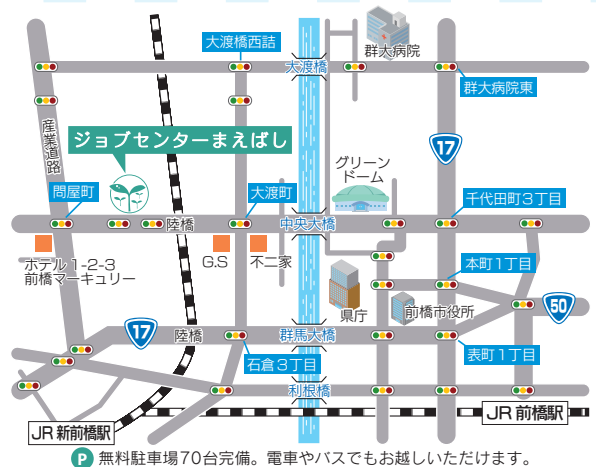 大渡橋西詰
群大病院
大渡橋
群大病院東
産業道路
ジョブセンターまえばし
17
グリーン
ドーム
問屋町
大渡町
千代田町3丁目
陸橋
中央大橋
ホテル1-2-3
前橋マーキュリー
G.S
不二家
本町1丁目
県庁
前橋市役所
50
17
陸橋
群馬大橋
石倉3丁目
表町1丁目
利根橋
JR新前橋駅
JR前橋駅
P 無料駐車場70台完備。電車やバスでもお越しいただけます。